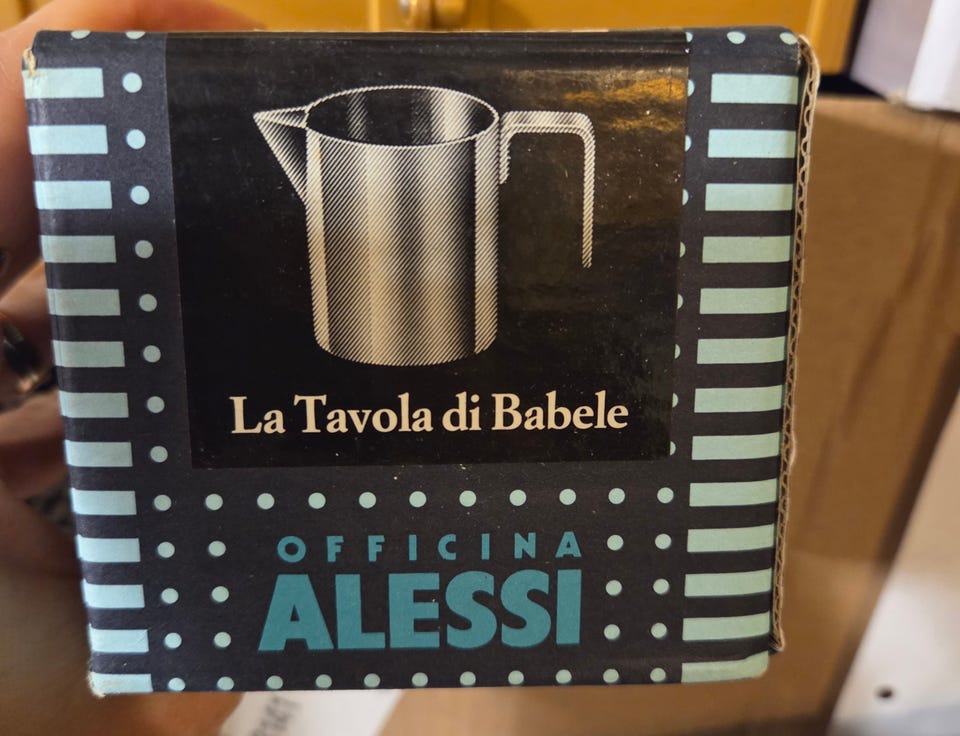 La Tavola di Babele
OFFICINA
ALESSI